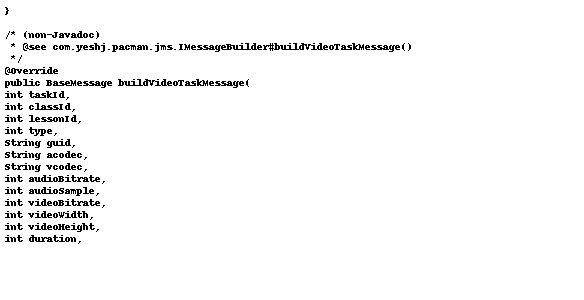 }
/* (non-Javadoc)
 * @see com.yeshj.pacman.jms.IMessageBuilder#buildVideoTaskMessage()
 */
@Override
public BaseMessage buildVideoTaskMessage(
int taskId,
int classId,
int lessonId,
int type,
String guid,
String acodec,
String vcodec,
int audioBitrate,
int audioSample,
int videoBitrate,
int videoWidth,
int videoHeight,
int duration,